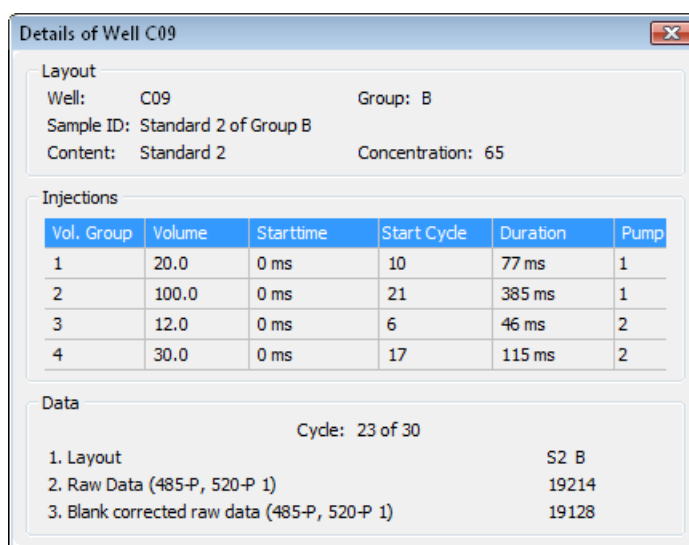 Details of Well C09
Layout
Well: C09 Group: B
Sample ID: Standard 2 of Group B
Content: Standard 2 Concentration: 65
Injections
Vol. Group Volume Starttime Start Cycle Duration Pump
1 20.0 0 ms 10 77 ms 1
2 100.0 0 ms 21 385 ms 1
3 12.0 0 ms 6 46 ms 2
4 30.0 0 ms 17 115 ms 2
Data
Cycle: 23 of 30
1. Layout S2 B
2. Raw Data (485-P, 520-P 1) 19214
3. Blank corrected raw data (485-P, 520-P 1) 19128